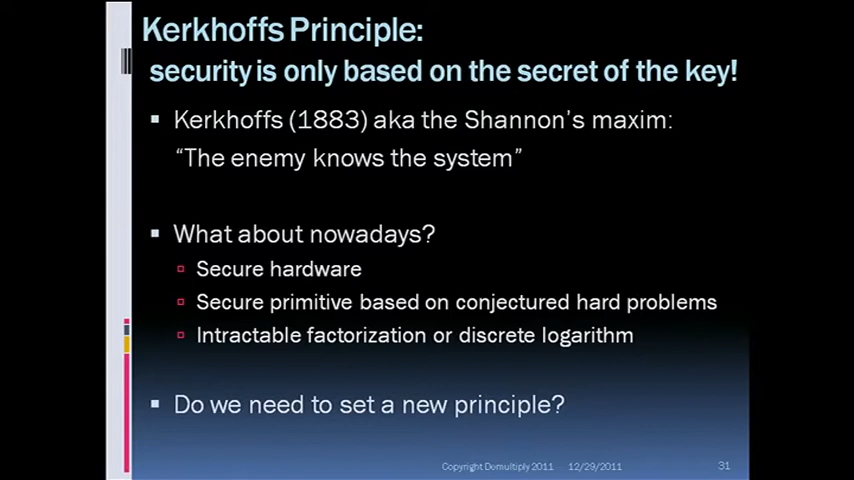 Kerkhoffs Principle:
security is only based on the secret of the key!
Kerkhoffs (1883) aka the Shannon's maxim:
"The enemy knows the system"
What about nowadays?
Secure hardware
Secure primitive based on conjectured hard problems
Intractable factorization or discrete logarithm
Do we need to set a new principle?
Copyright Domultiply 2011 12/29/2011 31